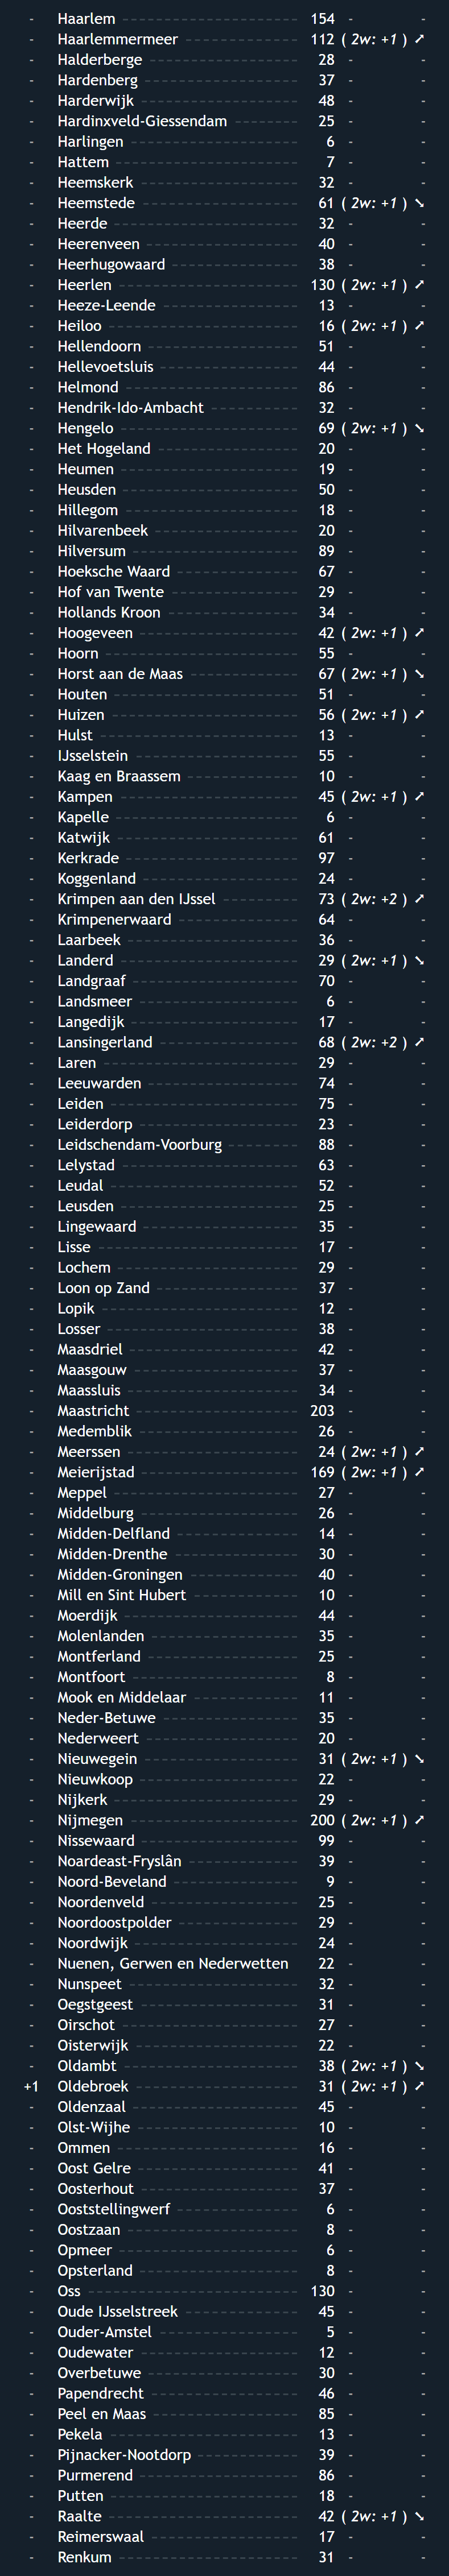 - Haarlem 154 - -
- Haarlemmermeer 112 ( 2w: +1 ) ➚
- Halderberge 28 - -
- Hardenberg 37 - -
- Harderwijk 48 - -
- Hardinxveld-Giessendam 25 - -
- Harlingen 6 - -
- Hattem 7 - -
- Heemskerk 32 - -
- Heemstede 61 ( 2w: +1 ) ➘
- Heerde 32 - -
- Heerenveen 40 - -
- Heerhugowaard 38 - -
- Heerlen 130 ( 2w: +1 ) ➚
- Heeze-Leende 13 - -
- Heiloo 16 ( 2w: +1 ) ➚
- Hellendoorn 51 - -
- Hellevoetsluis 44 - -
- Helmond 86 - -
- Hendrik-Ido-Ambacht 32 - -
- Hengelo 69 ( 2w: +1 ) ➘
- Het Hogeland 20 - -
- Heumen 19 - -
- Heusden 50 - -
- Hillegom 18 - -
- Hilvarenbeek 20 - -
- Hilversum 89 - -
- Hoeksche Waard 67 - -
- Hof van Twente 29 - -
- Hollands Kroon 34 - -
- Hoogeveen 42 ( 2w: +1 ) ➚
- Hoorn 55 - -
- Horst aan de Maas 67 ( 2w: +1 ) ➘
- Houten 51 - -
- Huizen 56 ( 2w: +1 ) ➚
- Hulst 13 - -
- IJsselstein 55 - -
- Kaag en Braassem 10 - -
- Kampen 45 ( 2w: +1 ) ➚
- Kapelle 6 - -
- Katwijk 61 - -
- Kerkrade 97 - -
- Koggenland 24 - -
- Krimpen aan den IJssel 73 ( 2w: +2 ) ➚
- Krimpenerwaard 64 - -
- Laarbeek 36 - -
- Landerd 29 ( 2w: +1 ) ➘
- Landgraaf 70 - -
- Landsmeer 6 - -
- Langedijk 17 - -
- Lansingerland 68 ( 2w: +2 ) ➚
- Laren 29 - -
- Leeuwarden 74 - -
- Leiden 75 - -
- Leiderdorp 23 - -
- Leidschendam-Voorburg 88 - -
- Lelystad 63 - -
- Leudal 52 - -
- Leusden 25 - -
- Lingewaard 35 - -
- Lisse 17 - -
- Lochem 29 - -
- Loon op Zand 37 - -
- Lopik 12 - -
- Losser 38 - -
- Maasdriel 42 - -
- Maasgouw 37 - -
- Maassluis 34 - -
- Maastricht 203 - -
- Medemblik 26 - -
- Meerssen 24 ( 2w: +1 ) ➚
- Meierijstad 169 ( 2w: +1 ) ➚
- Meppel 27 - -
- Middelburg 26 - -
- Midden-Delfland 14 - -
- Midden-Drenthe 30 - -
- Midden-Groningen 40 - -
- Mill en Sint Hubert 10 - -
- Moerdijk 44 - -
- Molenlanden 35 - -
- Montferland 25 - -
- Montfoort 8 - -
- Mook en Middelaar 11 - -
- Neder-Betuwe 35 - -
- Nederweert 20 - -
- Nieuwegein 31 ( 2w: +1 ) ➘
- Nieuwkoop 22 - -
- Nijkerk 29 - -
- Nijmegen 200 ( 2w: +1 ) ➚
- Nissewaard 99 - -
- Noardeast-Fryslân 39 - -
- Noord-Beveland 9 - -
- Noordenveld 25 - -
- Noordoostpolder 29 - -
- Noordwijk 24 - -
- Nuenen, Gerwen en Nederwetten 22 - -
- Nunspeet 32 - -
- Oegstgeest 31 - -
- Oirschot 27 - -
- Oisterwijk 22 - -
- Oldambt 38 ( 2w: +1 ) ➘
+1 Oldebroek 31 ( 2w: +1 ) ➚
- Oldenzaal 45 - -
- Olst-Wijhe 10 - -
- Ommen 16 - -
- Oost Gelre 41 - -
- Oosterhout 37 - -
- Ooststellingwerf 6 - -
- Oostzaan 8 - -
- Opmeer 6 - -
- Opsterland 8 - -
- Oss 130 - -
- Oude IJsselstreek 45 - -
- Ouder-Amstel 5 - -
- Oudewater 12 - -
- Overbetuwe 30 - -
- Papendrecht 46 - -
- Peel en Maas 85 - -
- Pekela 13 - -
- Pijnacker-Nootdorp 39 - -
- Purmerend 86 - -
- Putten 18 - -
- Raalte 42 ( 2w: +1 ) ➘
- Reimerswaal 17 - -
- Renkum 31 - -